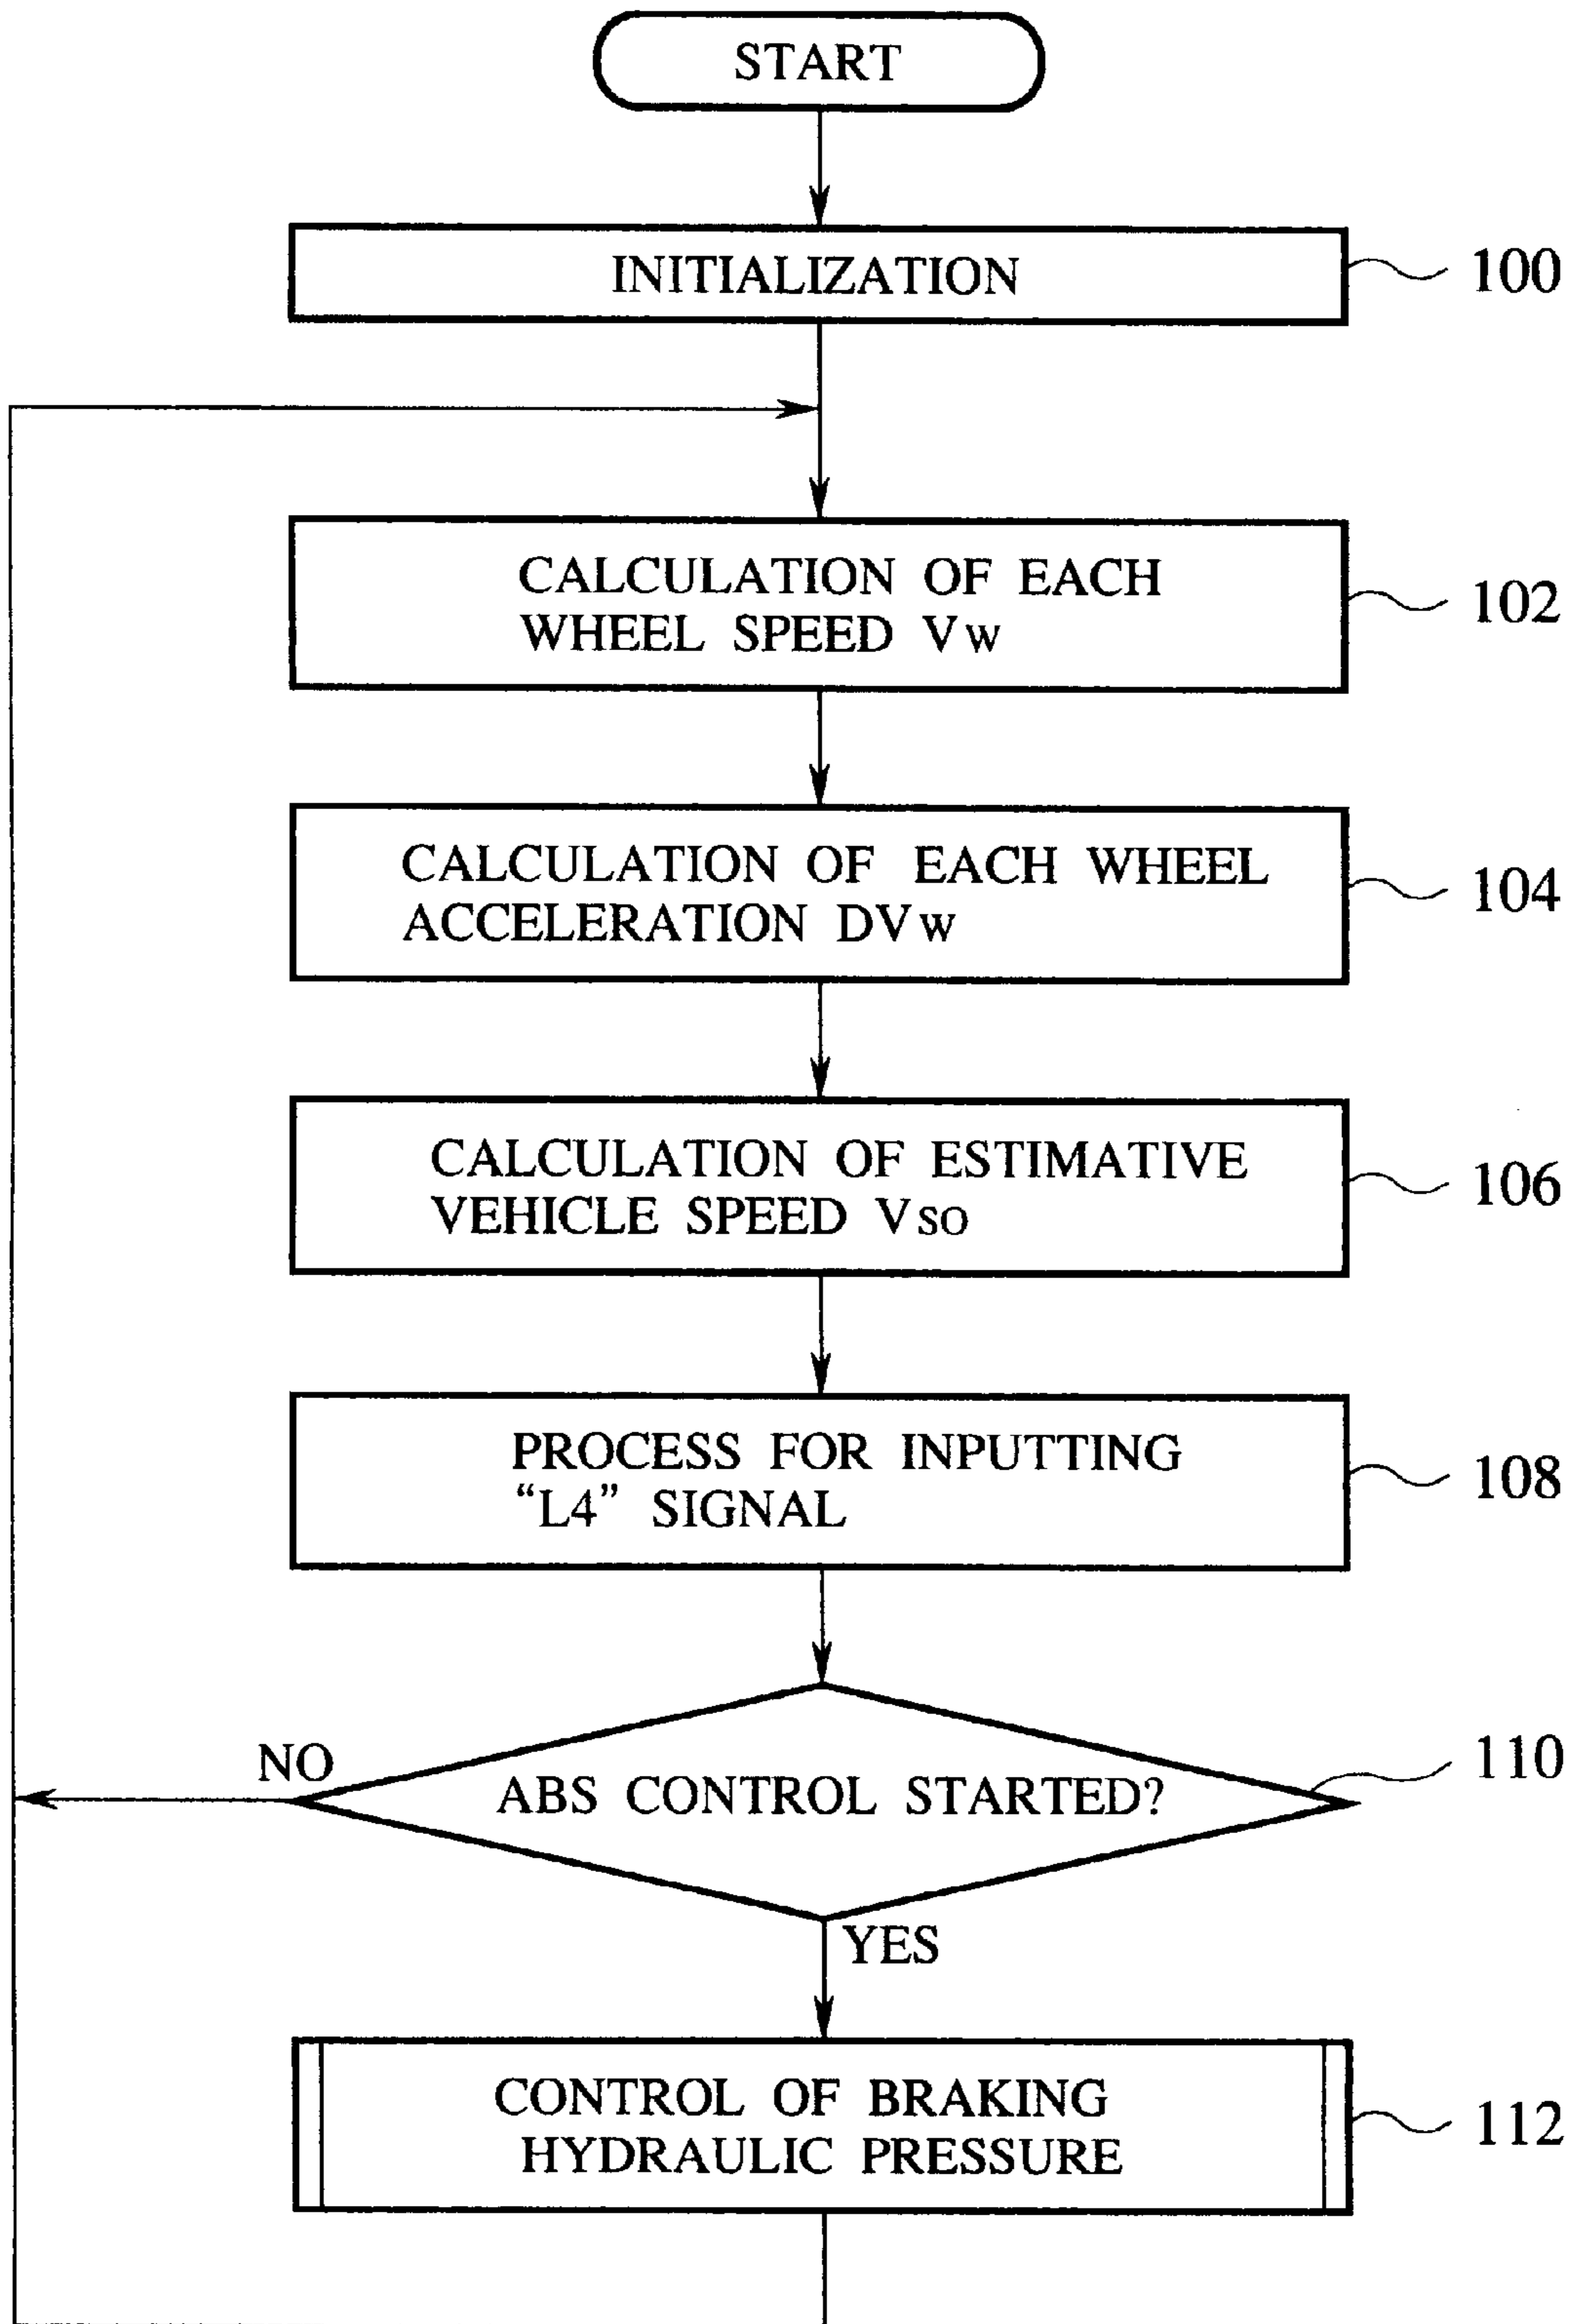 START
INITIALIZATION
100
CALCULATION OF EACH
WHEEL SPEED Vw
102
CALCULATION OF EACH WHEEL
ACCELERATION DVw
104
CALCULATION OF ESTIMATIVE
VEHICLE SPEED Vso
106
PROCESS FOR INPUTTING
“L4” SIGNAL
108
NO
ABS CONTROL STARTED?
110
YES
CONTROL OF BRAKING
HYDRAULIC PRESSURE
112